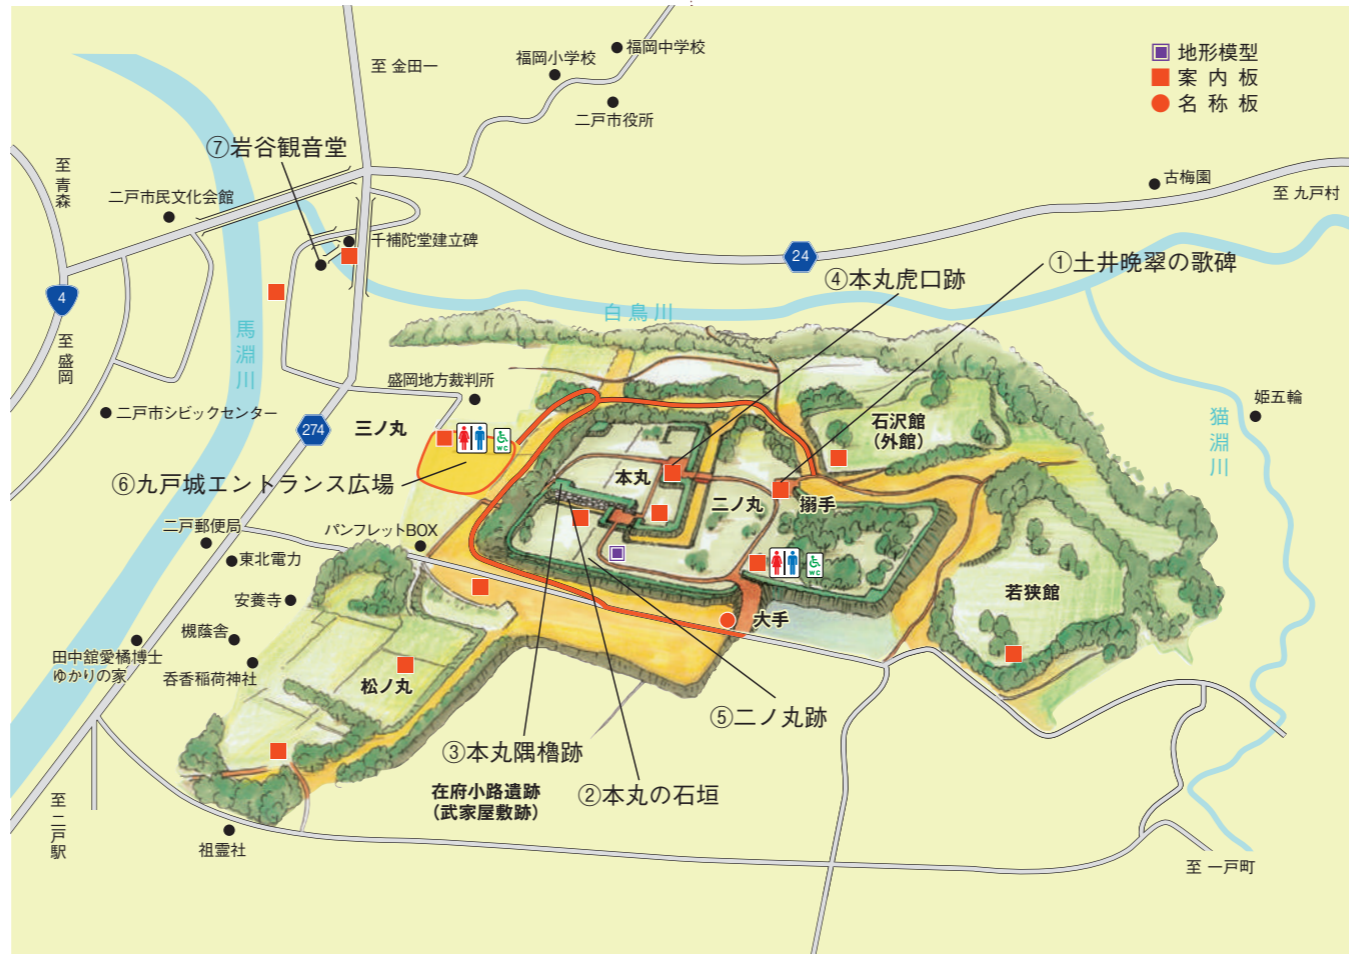 地形模型
案内板
名称板
至 金田一
福岡小学校
福岡中学校
二戸市役所
⑦岩谷観音堂
至 青森
二戸市民文化会館
千補陀堂建立碑
古梅園
至 九戸村
24
①土井晩翠の歌碑
④本丸虎口跡
4
至 盛岡
馬淵川
白鳥川
猫淵川
盛岡地方裁判所
二戸市シビックセンター
274
三ノ丸
姫五輪
石沢館
(外館)
本丸
二ノ丸
搦手
WC
⑥九戸城エントランス広場
二戸郵便局
パンフレットBOX
東北電力
WC
安養寺
若狭館
槻蔭舎
大手
田中舘愛橘博士
ゆかりの家
呑香稲荷神社
松ノ丸
⑤二ノ丸跡
③本丸隅櫓跡
②本丸の石垣
在府小路遺跡
(武家屋敷跡)
至 二戸駅
祖霊社
至 一戸町